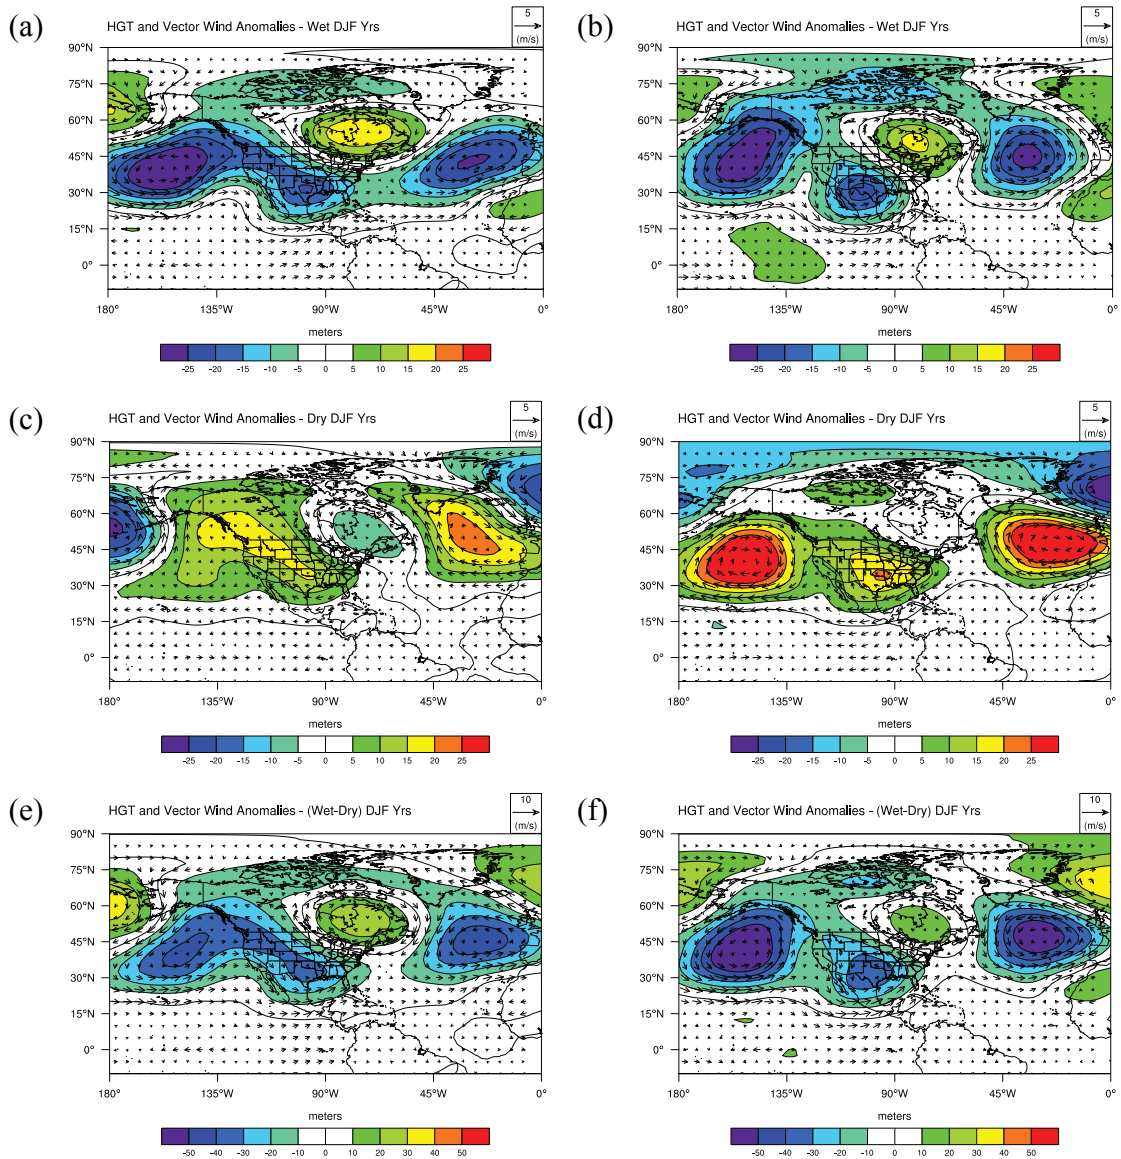 (a)
HGT and Vector Wind Anomalies - Wet DJF Yrs
5
(m/s)
90°N
75°N
60°N
45°N
30°N
15°N
0°
180°
135°W
90°W
45°W
0°
meters
-25 -20 -15 -10 -5 0 5 10 15 20 25
(b)
HGT and Vector Wind Anomalies - Wet DJF Yrs
5
(m/s)
90°N
75°N
60°N
45°N
30°N
15°N
0°
180°
135°W
90°W
45°W
0°
meters
-25 -20 -15 -10 -5 0 5 10 15 20 25
(c)
HGT and Vector Wind Anomalies - Dry DJF Yrs
5
(m/s)
90°N
75°N
60°N
45°N
30°N
15°N
0°
180°
135°W
90°W
45°W
0°
meters
-25 -20 -15 -10 -5 0 5 10 15 20 25
(d)
HGT and Vector Wind Anomalies - Dry DJF Yrs
5
(m/s)
90°N
75°N
60°N
45°N
30°N
15°N
0°
180°
135°W
90°W
45°W
0°
meters
-25 -20 -15 -10 -5 0 5 10 15 20 25
(e)
HGT and Vector Wind Anomalies - (Wet-Dry) DJF Yrs
10
(m/s)
90°N
75°N
60°N
45°N
30°N
15°N
0°
180°
135°W
90°W
45°W
0°
meters
-50 -40 -30 -20 -10 0 10 20 30 40 50
(f)
HGT and Vector Wind Anomalies - (Wet-Dry) DJF Yrs
10
(m/s)
90°N
75°N
60°N
45°N
30°N
15°N
0°
180°
135°W
90°W
45°W
0°
meters
-50 -40 -30 -20 -10 0 10 20 30 40 50